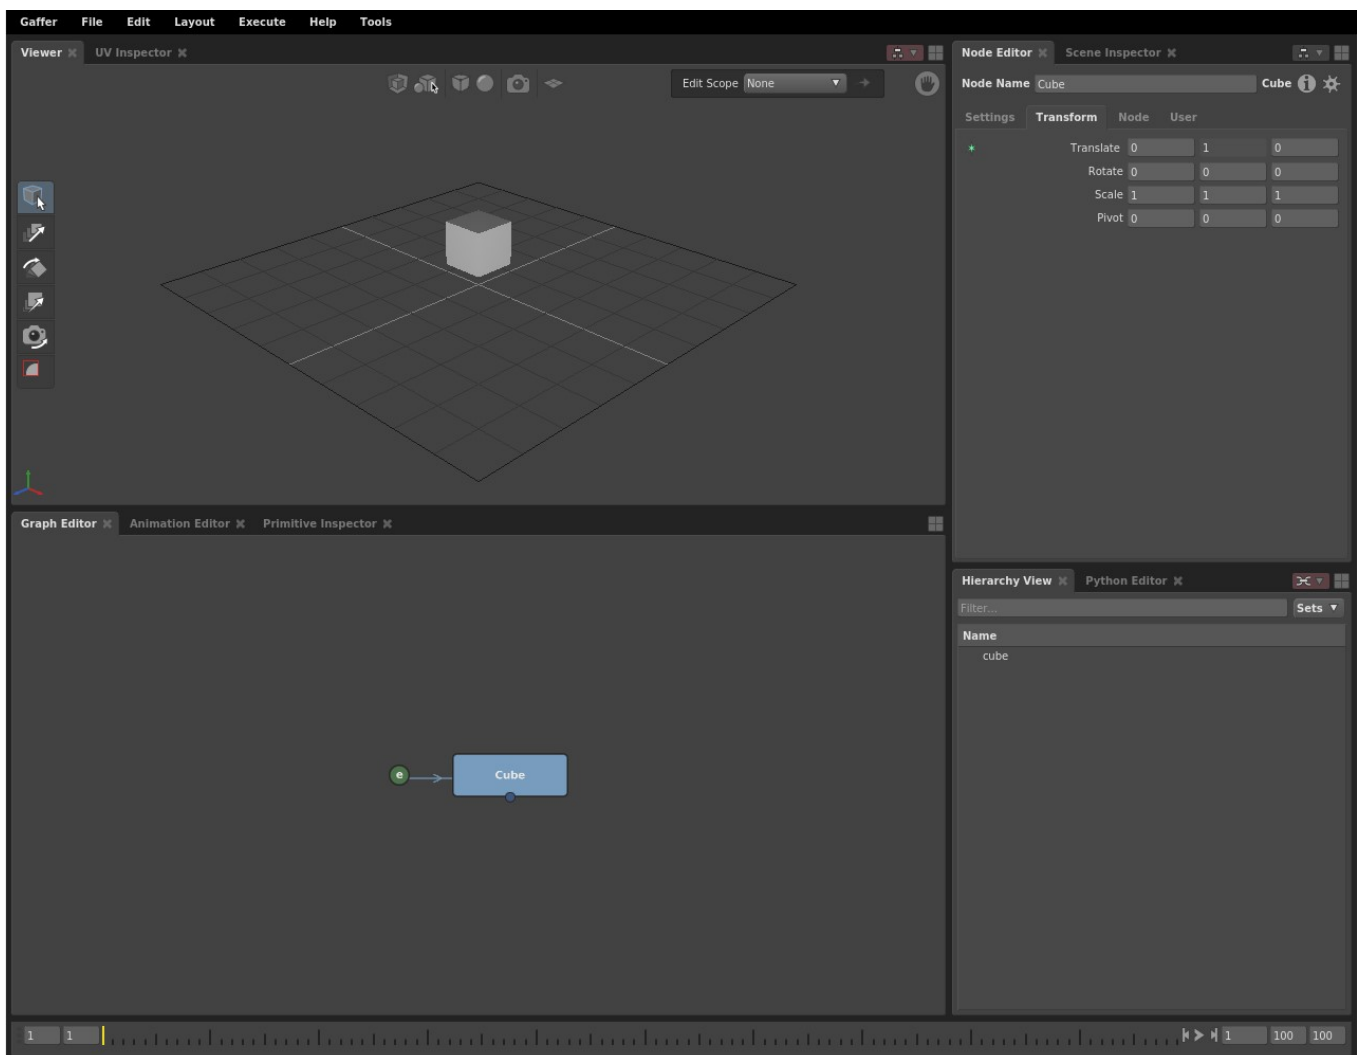 Gaffer File Edit Layout Execute Help Tools
Viewer UV Inspector
Edit Scope None
Node Editor Scene Inspector
Node Name Cube Cube
Settings Transform Node User
Translate 0 1 0
Rotate 0 0 0
Scale 1 1 1
Pivot 0 0 0
Graph Editor Animation Editor Primitive Inspector
e Cube
Hierarchy View Python Editor
Filter... Sets
Name
cube
1 1 1 100 100